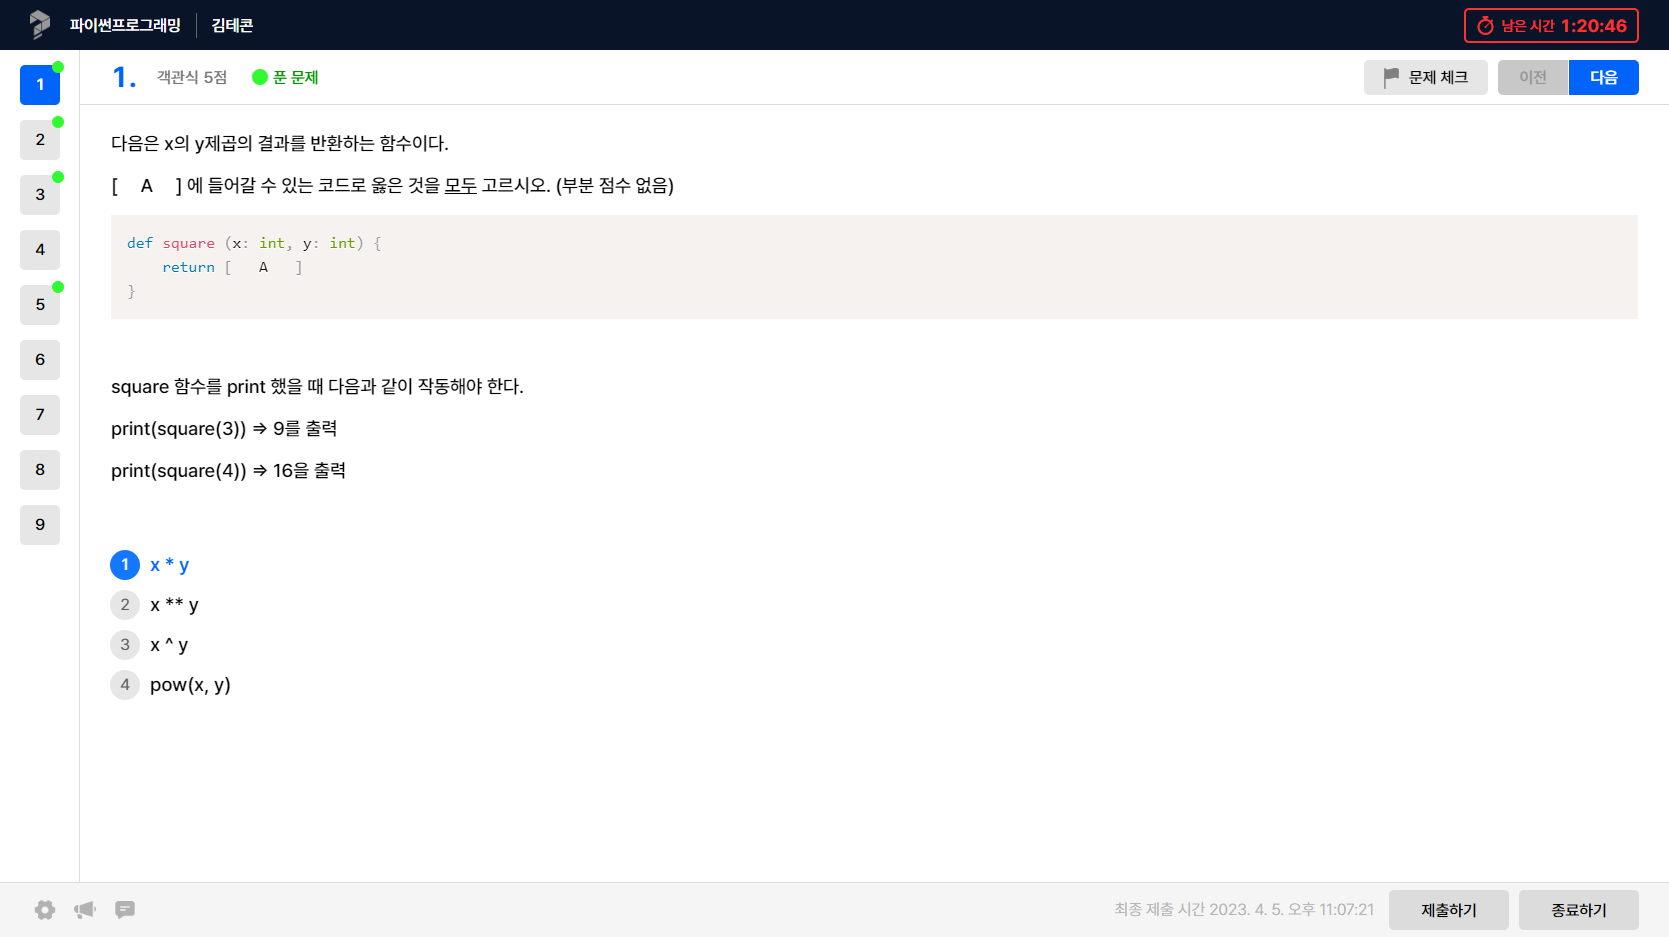 파이썬프로그래밍 김테콘
남은 시간 1:20:46
1
2
3
4
5
6
7
8
9
1. 객관식 5점 푼 문제
문제 체크 이전 다음
다음은 x의 y제곱의 결과를 반환하는 함수이다.
[ A ] 에 들어갈 수 있는 코드로 옳은 것을 모두 고르시오. (부분 점수 없음)
def square (x: int, y: int) {
return [ A ]
}
square 함수를 print 했을 때 다음과 같이 작동해야 한다.
print(square(3)) ⇒ 9를 출력
print(square(4)) ⇒ 16을 출력
1 x * y
2 x ** y
3 x ^ y
4 pow(x, y)
최종 제출 시간 2023. 4. 5. 오후 11:07:21 제출하기 종료하기